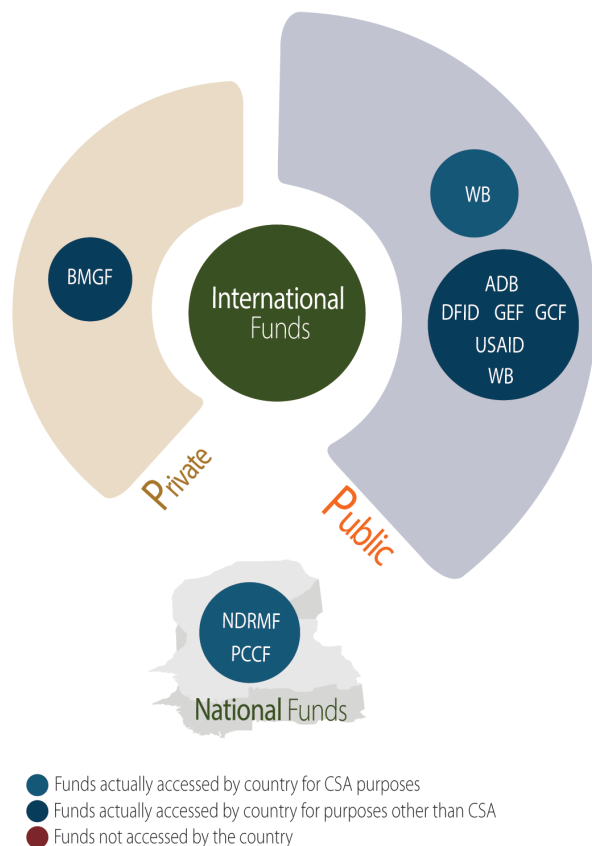 WB
BMGF
International
Funds
ADB
DFID GEF GCF
USAID
WB
Private
Public
NDRMF
PCCF
National Funds
Funds actually accessed by country for CSA purposes
Funds actually accessed by country for purposes other than CSA
Funds not accessed by the country